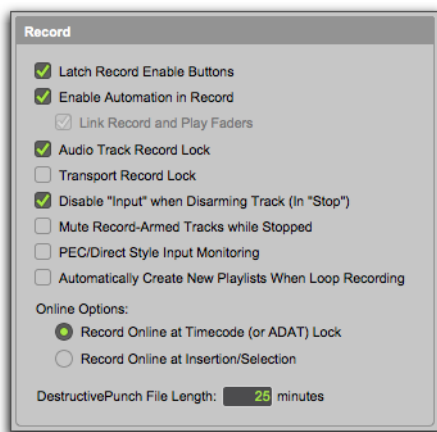 Record
Latch Record Enable Buttons
Enable Automation in Record
Link Record and Play Faders
Audio Track Record Lock
Transport Record Lock
Disable "Input" when Disarming Track (In "Stop")
Mute Record-Armed Tracks while Stopped
PEC/Direct Style Input Monitoring
Automatically Create New Playlists When Loop Recording
Online Options:
Record Online at Timecode (or ADAT) Lock
Record Online at Insertion/Selection
DestructivePunch File Length: 25 minutes